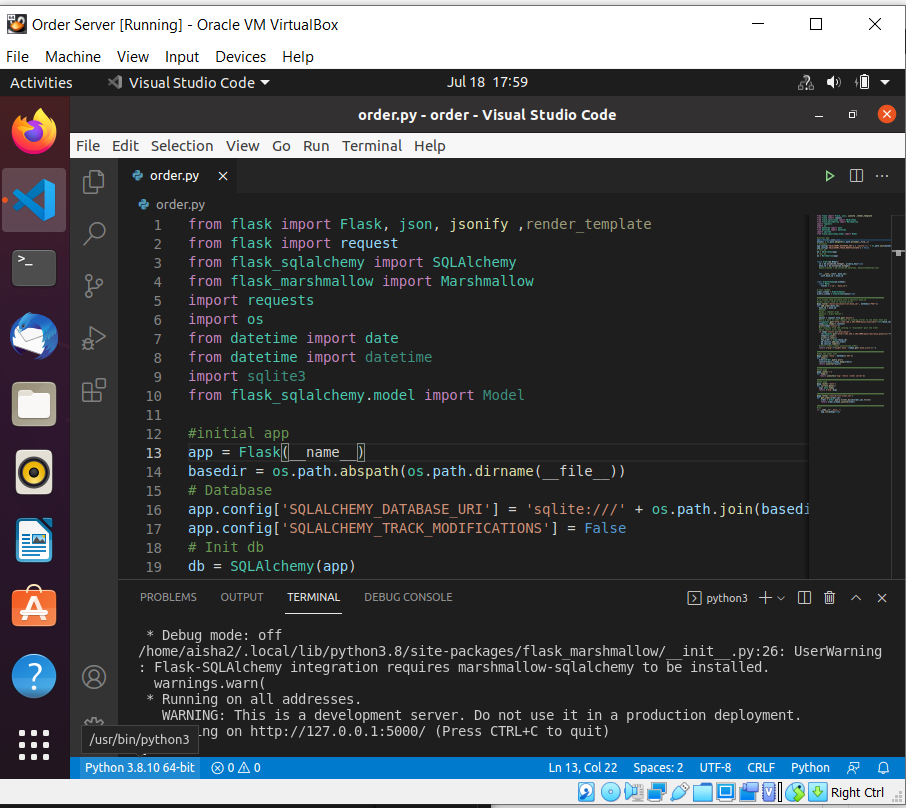 Order Server [Running] - Oracle VM VirtualBox
File Machine View Input Devices Help
Activities Visual Studio Code Jul 18 17:59
order.py - order - Visual Studio Code
File Edit Selection View Go Run Terminal Help
order.py
order.py
1 from flask import Flask, json, jsonify ,render_template
2 from flask import request
3 from flask_sqlalchemy import SQLAlchemy
4 from flask_marshmallow import Marshmallow
5 import requests
6 import os
7 from datetime import date
8 from datetime import datetime
9 import sqlite3
10 from flask_sqlalchemy.model import Model
11
12 #initial app
13 app = Flask(__name__)
14 basedir = os.path.abspath(os.path.dirname(__file__))
15 # Database
16 app.config['SQLALCHEMY_DATABASE_URI'] = 'sqlite:///' + os.path.join(basedi
17 app.config['SQLALCHEMY_TRACK_MODIFICATIONS'] = False
18 # Init db
19 db = SQLAlchemy(app)
PROBLEMS OUTPUT TERMINAL DEBUG CONSOLE python3
* Debug mode: off
/home/aisha2/.local/lib/python3.8/site-packages/flask_marshmallow/__init__.py:26: UserWarning
: Flask-SQLAlchemy integration requires marshmallow-sqlalchemy to be installed.
warnings.warn(
* Running on all addresses.
WARNING: This is a development server. Do not use it in a production deployment.
ng on http://127.0.0.1:5000/ (Press CTRL+C to quit)
/usr/bin/python3
Python 3.8.10 64-bit 0 0 Ln 13, Col 22 Spaces: 2 UTF-8 CRLF Python
Right Ctrl